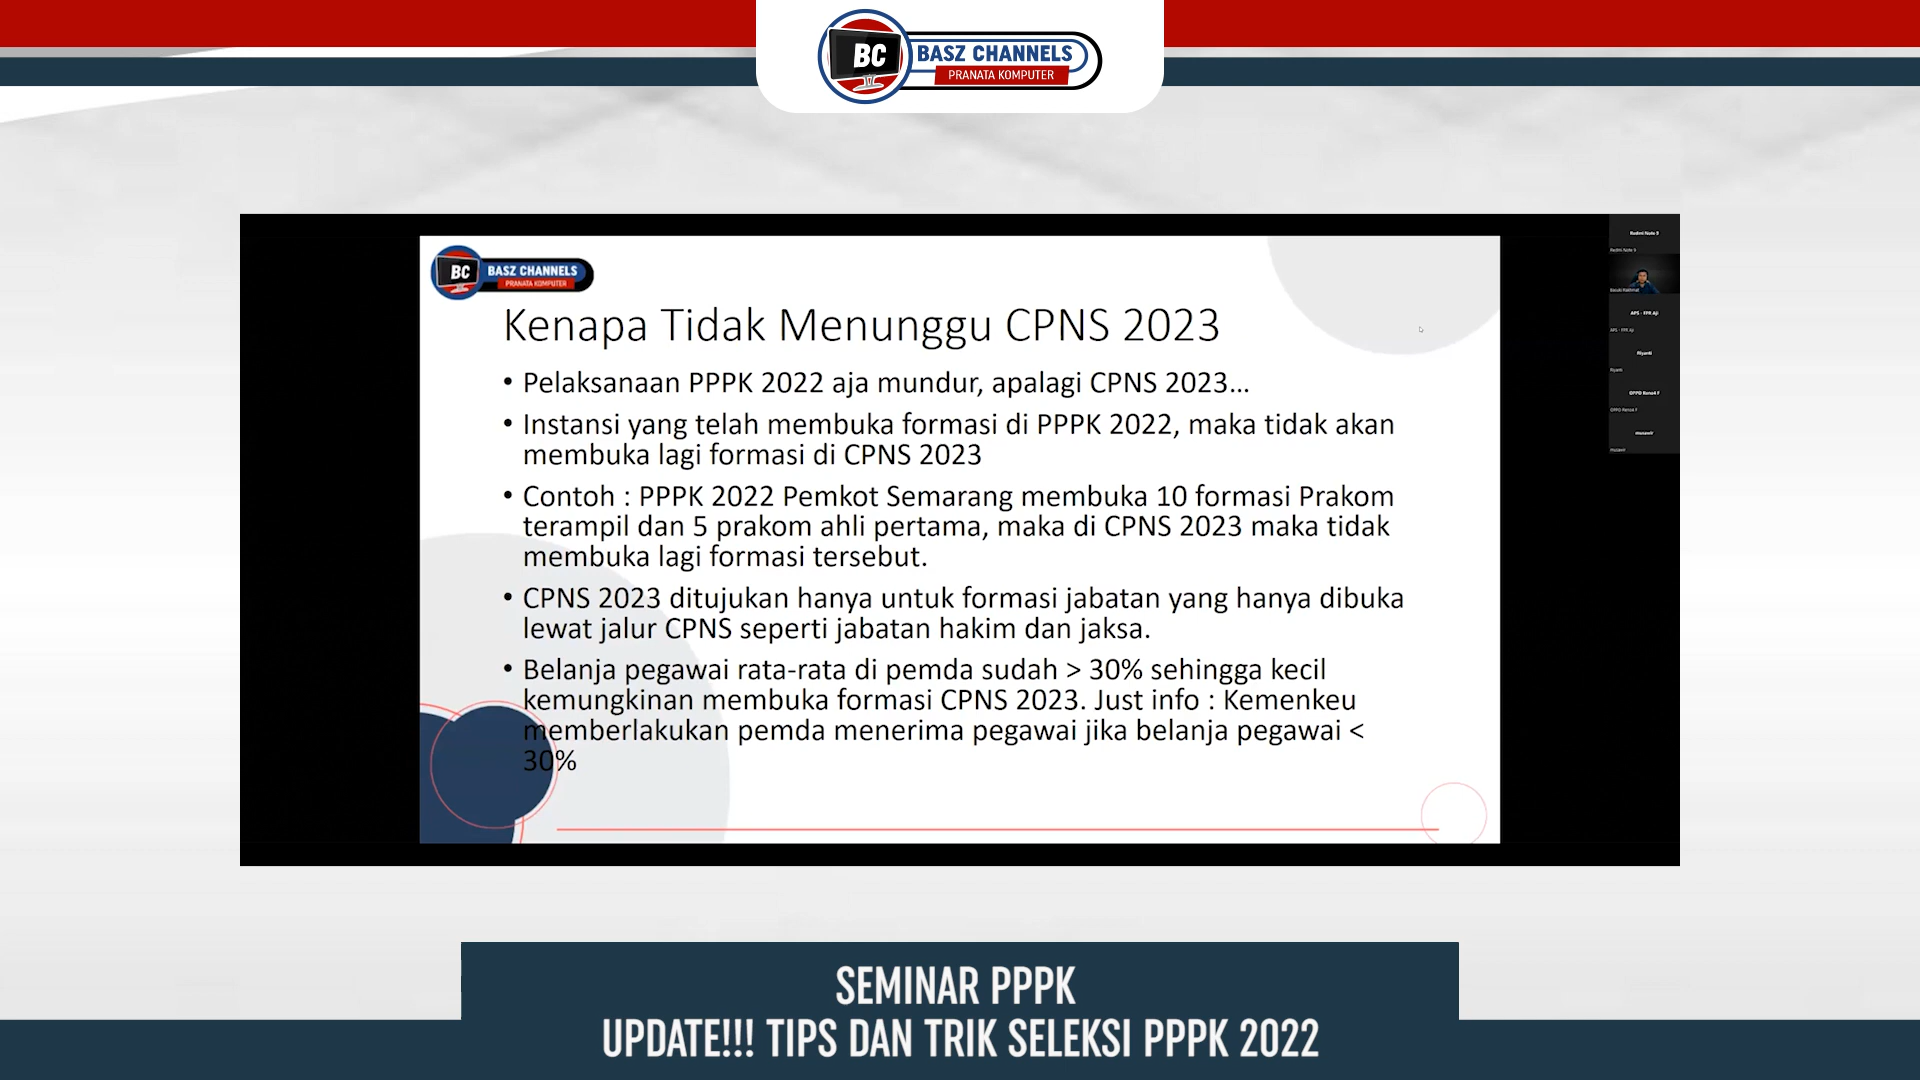 BC
BASZ CHANNELS
PRANATA KOMPUTER
BC
BASZ CHANNELS
PRANATA KOMPUTER
Kenapa Tidak Menunggu CPNS 2023
• Pelaksanaan PPPK 2022 aja mundur, apalagi CPNS 2023...
• Instansi yang telah membuka formasi di PPPK 2022, maka tidak akan
membuka lagi formasi di CPNS 2023
• Contoh : PPPK 2022 Pemkot Semarang membuka 10 formasi Prakom
terampil dan 5 prakom ahli pertama, maka di CPNS 2023 maka tidak
membuka lagi formasi tersebut.
• CPNS 2023 ditujukan hanya untuk formasi jabatan yang hanya dibuka
lewat jalur CPNS seperti jabatan hakim dan jaksa.
• Belanja pegawai rata-rata di pemda sudah > 30% sehingga kecil
kemungkinan membuka formasi CPNS 2023. Just info : Kemenkeu
memberlakukan pemda menerima pegawai jika belanja pegawai <
30%
Riyanti
SEMINAR PPPK
UPDATE!!! TIPS DAN TRIK SELEKSI PPPK 2022